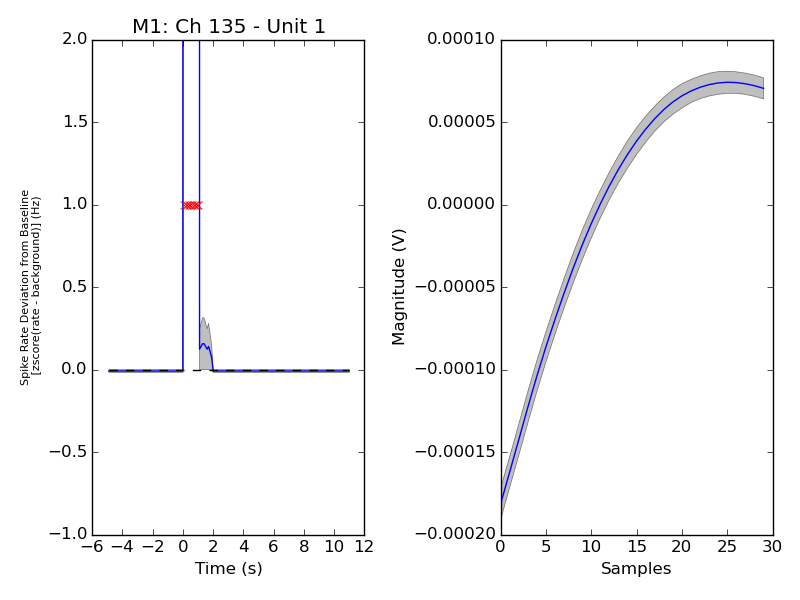 M1: Ch 135 - Unit 1
2.0
1.5
1.0
0.5
0.0
−0.5
−1.0
−6 −4 −2 0 2 4 6 8 10 12
Time (s)
Spike Rate Deviation from Baseline
[zscore(rate - background)] (Hz)
0.00010
0.00005
0.00000
−0.00005
−0.00010
−0.00015
−0.00020
0 5 10 15 20 25 30
Samples
Magnitude (V)